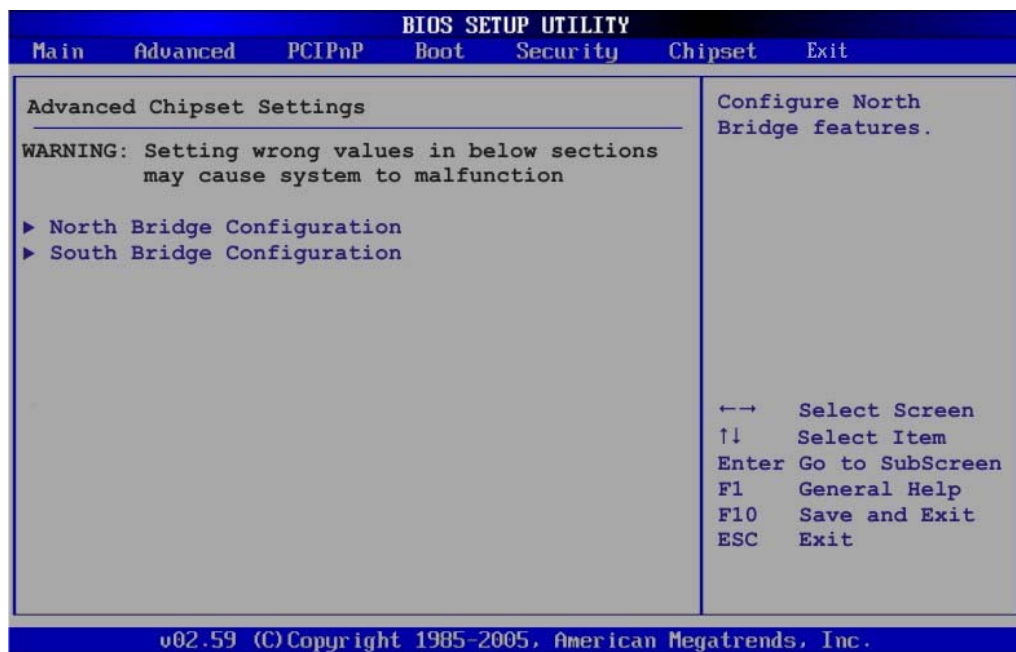 BIOS SETUP UTILITY
Main Advanced PCIPnP Boot Security Chipset Exit
Advanced Chipset Settings
WARNING: Setting wrong values in below sections
may cause system to malfunction
▶ North Bridge Configuration
▶ South Bridge Configuration
Configure North
Bridge features.
←→ Select Screen
↑↓ Select Item
Enter Go to SubScreen
F1 General Help
F10 Save and Exit
ESC Exit
v02.59 (C)Copyright 1985-2005, American Megatrends, Inc.